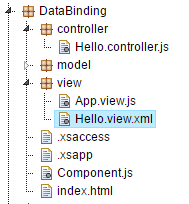 DataBinding
controller
Hello.controller.js
model
view
App.view.js
Hello.view.xml
.xsaccess
.xsapp
Component.js
index.html